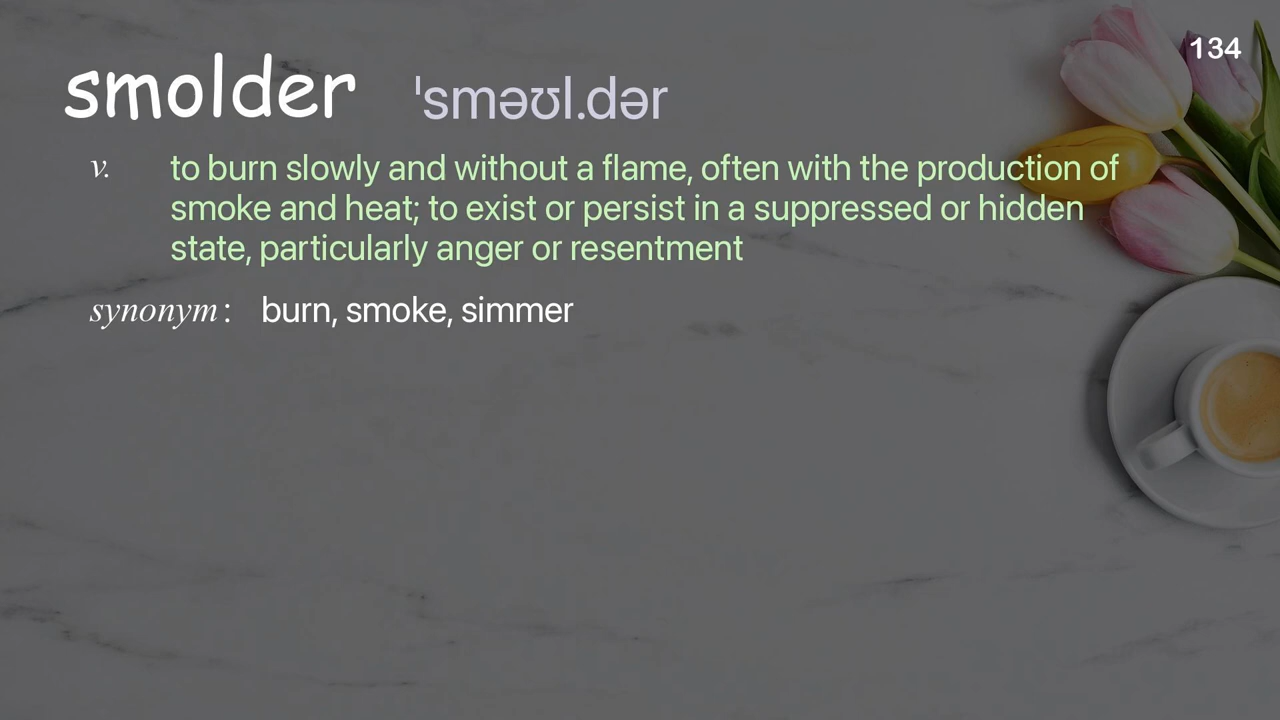 134
smolder ˈsməʊl.dər
v. to burn slowly and without a flame, often with the production of
smoke and heat; to exist or persist in a suppressed or hidden
state, particularly anger or resentment
synonym: burn, smoke, simmer